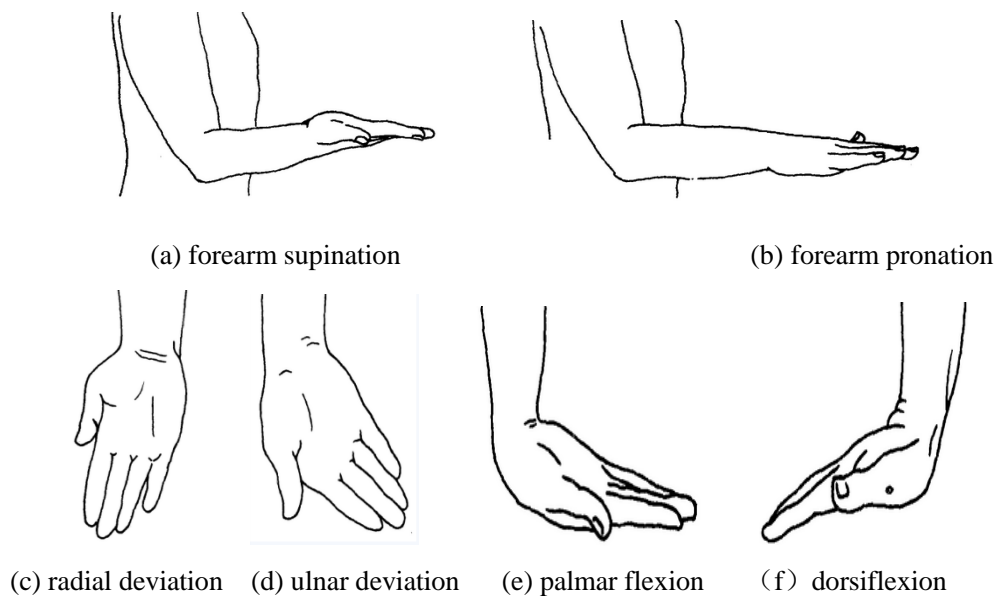 (a) forearm supination
(b) forearm pronation
(c) radial deviation
(d) ulnar deviation
(e) palmar flexion
（f）dorsiflexion